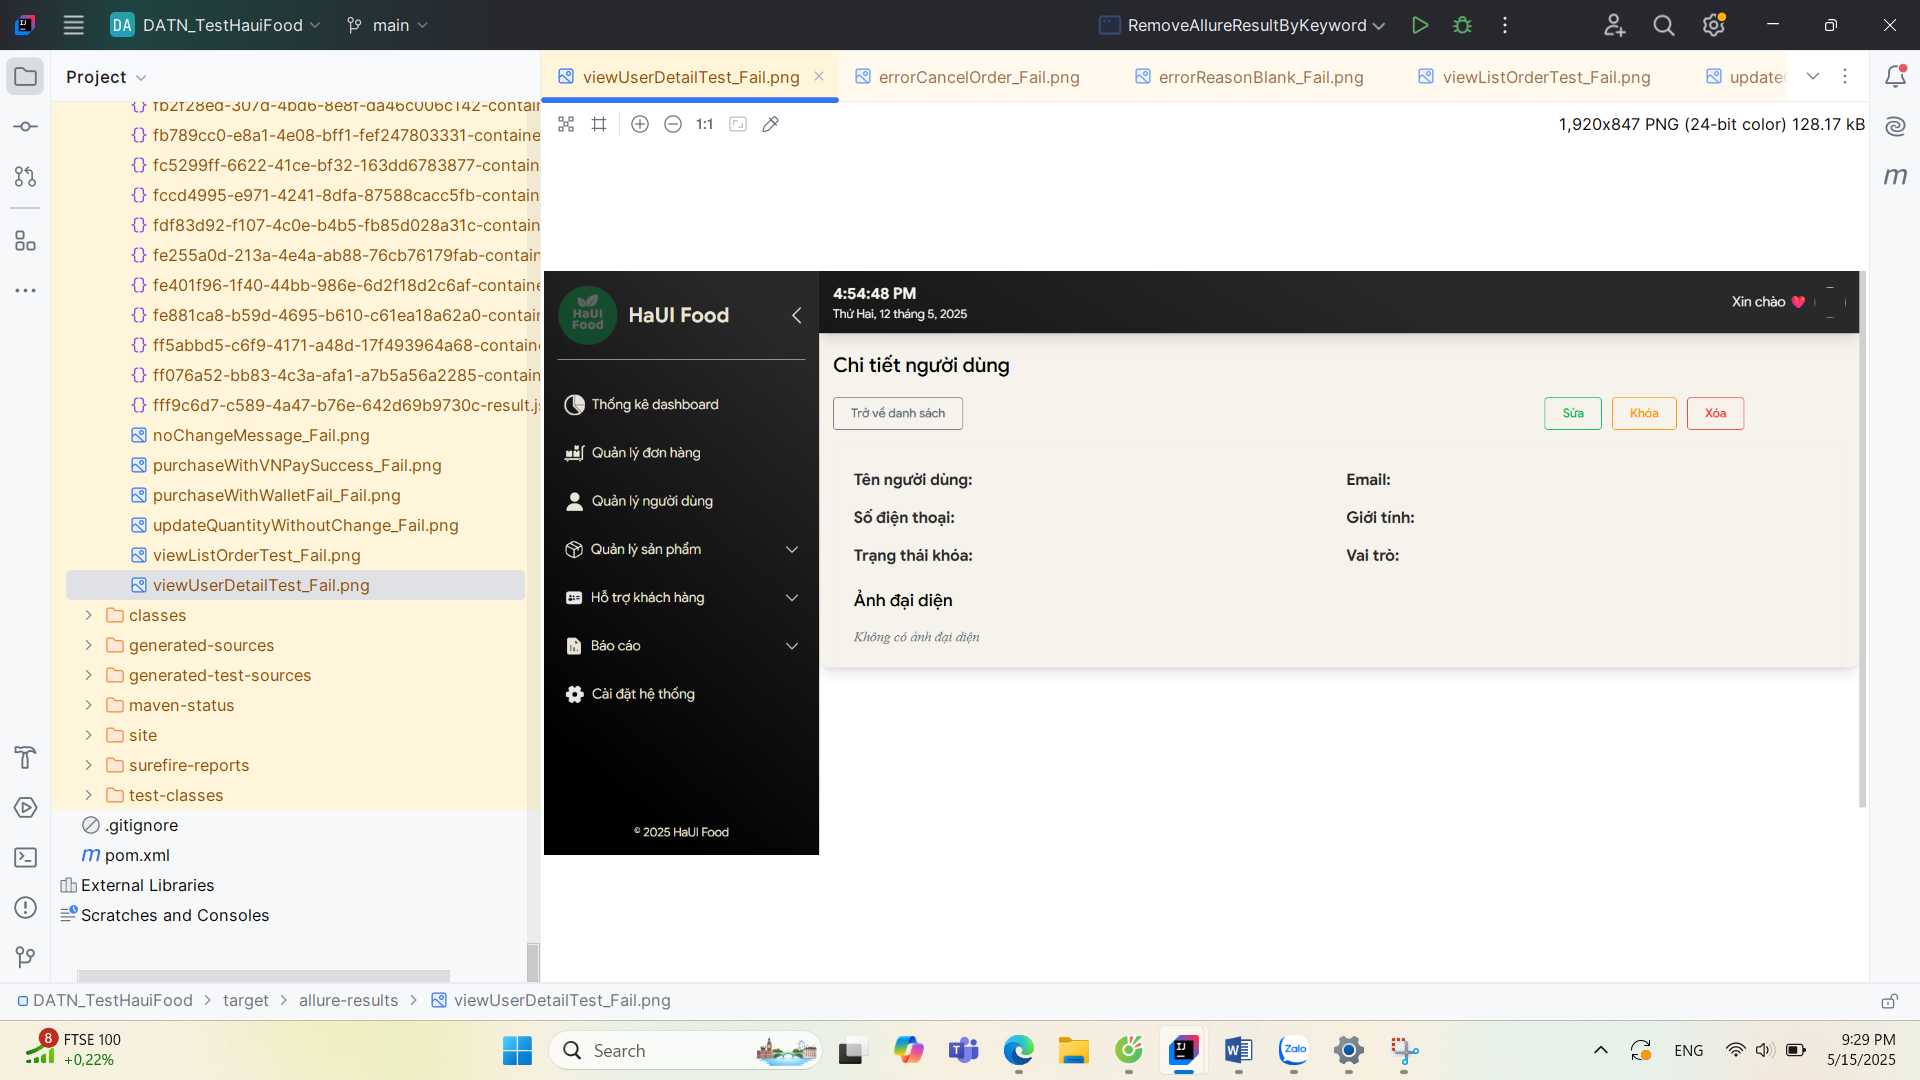 DA DATN_TestHauiFood main RemoveAllureResultByKeyword
Project
viewUserDetailTest_Fail.png errorCancelOrder_Fail.png errorReasonBlank_Fail.png viewListOrderTest_Fail.png update
1:1 1,920x847 PNG (24-bit color) 128.17 kB
fb2f28ed-307d-4bd6-8e8f-da46c006c142-contain
fb789cc0-e8a1-4e08-bff1-fef247803331-containe
fc5299ff-6622-41ce-bf32-163dd6783877-contain
fccd4995-e971-4241-8dfa-87588cacc5fb-contain
fdf83d92-f107-4c0e-b4b5-fb85d028a31c-contain
fe255a0d-213a-4e4a-ab88-76cb76179fab-contain
fe401f96-1f40-44bb-986e-6d2f18d2c6af-containe
fe881ca8-b59d-4695-b610-c61ea18a62a0-contain
ff5abbd5-c6f9-4171-a48d-17f493964a68-contain
ff076a52-bb83-4c3a-afa1-a7b5a56a2285-contain
fff9c6d7-c589-4a47-b76e-642d69b9730c-result.j
noChangeMessage_Fail.png
purchaseWithVNPaySuccess_Fail.png
purchaseWithWalletFail_Fail.png
updateQuantityWithoutChange_Fail.png
viewListOrderTest_Fail.png
viewUserDetailTest_Fail.png
classes
generated-sources
generated-test-sources
maven-status
site
surefire-reports
test-classes
.gitignore
pom.xml
External Libraries
Scratches and Consoles
HaUI
Food
HaUI Food
Thống kê dashboard
Quản lý đơn hàng
Quản lý người dùng
Quản lý sản phẩm
Hỗ trợ khách hàng
Báo cáo
Cài đặt hệ thống
© 2025 HaUI Food
4:54:48 PM
Thứ Hai, 12 tháng 5, 2025
Xin chào
Chi tiết người dùng
Trở về danh sách Sửa Khóa Xóa
Tên người dùng: Email:
Số điện thoại: Giới tính:
Trạng thái khóa: Vai trò:
Ảnh đại diện
Không có ảnh đại diện
DATN_TestHauiFood > target > allure-results > viewUserDetailTest_Fail.png
8
FTSE 100
+0,22%
Search
Zalo
ENG
9:29 PM
5/15/2025